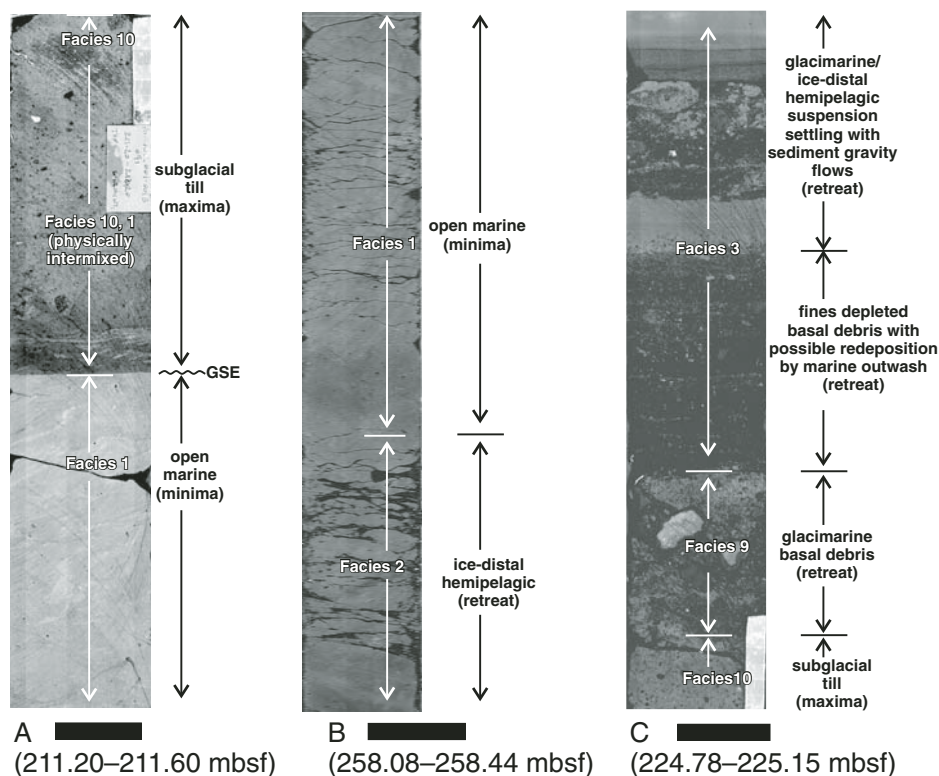 Facies 10
subglacial
till
(maxima)
Facies 10, 1
(physically
intermixed)
GSE
Facies 1
open
marine
(minima)
A
(211.20–211.60 mbsf)
Facies 1
open marine
(minima)
Facies 2
ice-distal
hemipelagic
(retreat)
B
(258.08–258.44 mbsf)
glacimarine/
ice-distal
hemipelagic
suspension
settling with
sediment gravity
flows
(retreat)
Facies 3
fines depleted
basal debris with
possible redeposition
by marine outwash
(retreat)
Facies 9
glacimarine
basal debris
(retreat)
Facies10
subglacial
till
(maxima)
C
(224.78–225.15 mbsf)